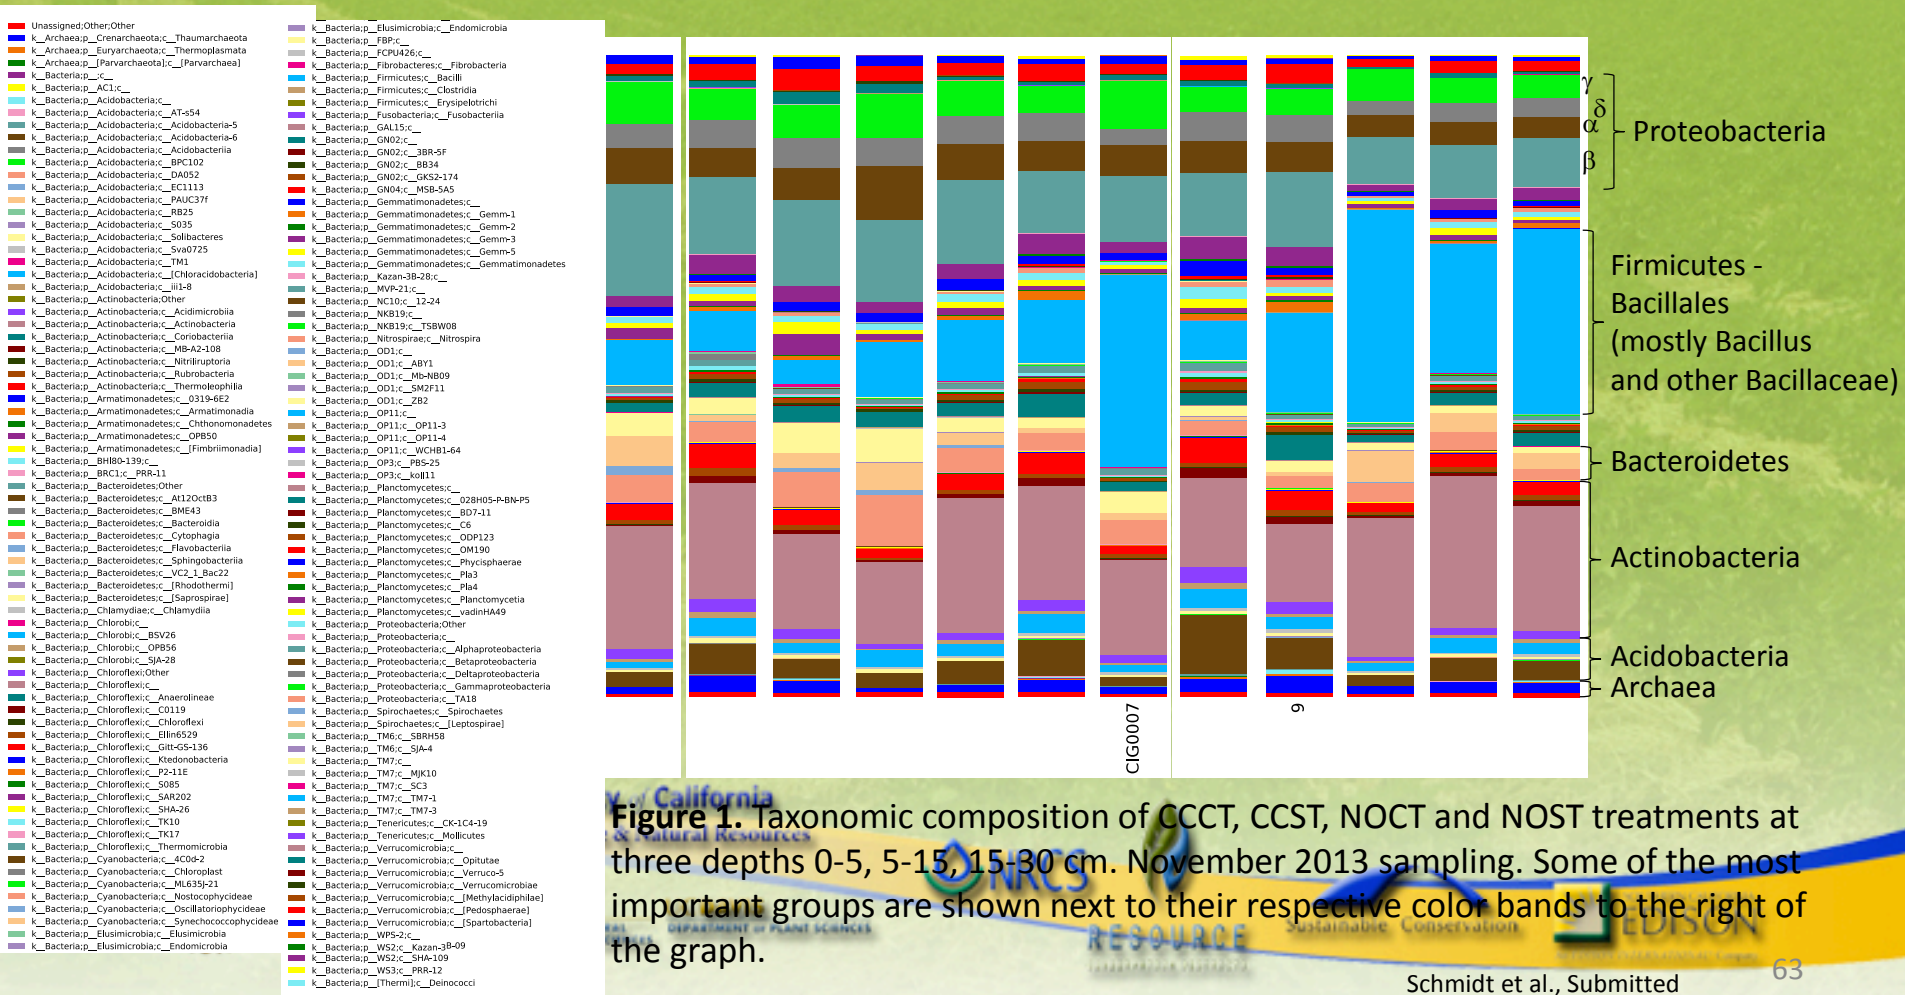 Unassigned;Other;Other
k__Archaea;p__Crenarchaeota;c__Thaumarchaeota
k__Archaea;p__Euryarchaeota;c__Thermoplasmata
k__Archaea;p__[Parvarchaeota];c__[Parvarchaea]
k__Bacteria;p__;c__
k__Bacteria;p__AC1;c__
k__Bacteria;p__Acidobacteria;c__
k__Bacteria;p__Acidobacteria;c__AT-s54
k__Bacteria;p__Acidobacteria;c__Acidobacteria-5
k__Bacteria;p__Acidobacteria;c__Acidobacteria-6
k__Bacteria;p__Acidobacteria;c__Acidobacteriia
k__Bacteria;p__Acidobacteria;c__BPC102
k__Bacteria;p__Acidobacteria;c__DA052
k__Bacteria;p__Acidobacteria;c__EC1113
k__Bacteria;p__Acidobacteria;c__PAUC37f
k__Bacteria;p__Acidobacteria;c__RB25
k__Bacteria;p__Acidobacteria;c__S035
k__Bacteria;p__Acidobacteria;c__Solibacteres
k__Bacteria;p__Acidobacteria;c__Sva0725
k__Bacteria;p__Acidobacteria;c__TM1
k__Bacteria;p__Acidobacteria;c__[Chloracidobacteria]
k__Bacteria;p__Acidobacteria;c__iii1-8
k__Bacteria;p__Actinobacteria;Other
k__Bacteria;p__Actinobacteria;c__Acidimicrobiia
k__Bacteria;p__Actinobacteria;c__Actinobacteria
k__Bacteria;p__Actinobacteria;c__Coriobacteriia
k__Bacteria;p__Actinobacteria;c__MB-A2-108
k__Bacteria;p__Actinobacteria;c__Nitriliruptoria
k__Bacteria;p__Actinobacteria;c__Rubrobacteria
k__Bacteria;p__Actinobacteria;c__Thermoleophilia
k__Bacteria;p__Armatimonadetes;c__0319-6E2
k__Bacteria;p__Armatimonadetes;c__Armatimonadia
k__Bacteria;p__Armatimonadetes;c__Chthonomonadetes
k__Bacteria;p__Armatimonadetes;c__OPB50
k__Bacteria;p__Armatimonadetes;c__[Fimbriimonadia]
k__Bacteria;p__BHI80-139;c__
k__Bacteria;p__BRC1;c__PRR-11
k__Bacteria;p__Bacteroidetes;Other
k__Bacteria;p__Bacteroidetes;c__At12OctB3
k__Bacteria;p__Bacteroidetes;c__BME43
k__Bacteria;p__Bacteroidetes;c__Bacteroidia
k__Bacteria;p__Bacteroidetes;c__Cytophagia
k__Bacteria;p__Bacteroidetes;c__Flavobacteriia
k__Bacteria;p__Bacteroidetes;c__Sphingobacteriia
k__Bacteria;p__Bacteroidetes;c__VC2_1_Bac22
k__Bacteria;p__Bacteroidetes;c__[Rhodothermi]
k__Bacteria;p__Bacteroidetes;c__[Saprospirae]
k__Bacteria;p__Chlamydiae;c__Chlamydiia
k__Bacteria;p__Chlorobi;c__
k__Bacteria;p__Chlorobi;c__BSV26
k__Bacteria;p__Chlorobi;c__OPB56
k__Bacteria;p__Chlorobi;c__SJA-28
k__Bacteria;p__Chloroflexi;Other
k__Bacteria;p__Chloroflexi;c__
k__Bacteria;p__Chloroflexi;c__Anaerolineae
k__Bacteria;p__Chloroflexi;c__C0119
k__Bacteria;p__Chloroflexi;c__Chloroflexi
k__Bacteria;p__Chloroflexi;c__Ellin6529
k__Bacteria;p__Chloroflexi;c__Gitt-GS-136
k__Bacteria;p__Chloroflexi;c__Ktedonobacteria
k__Bacteria;p__Chloroflexi;c__P2-11E
k__Bacteria;p__Chloroflexi;c__S085
k__Bacteria;p__Chloroflexi;c__SAR202
k__Bacteria;p__Chloroflexi;c__SHA-26
k__Bacteria;p__Chloroflexi;c__TK10
k__Bacteria;p__Chloroflexi;c__TK17
k__Bacteria;p__Chloroflexi;c__Thermomicrobia
k__Bacteria;p__Cyanobacteria;c__4C0d-2
k__Bacteria;p__Cyanobacteria;c__Chloroplast
k__Bacteria;p__Cyanobacteria;c__ML635J-21
k__Bacteria;p__Cyanobacteria;c__Nostocophycideae
k__Bacteria;p__Cyanobacteria;c__Oscillatoriophycideae
k__Bacteria;p__Cyanobacteria;c__Synechococcophycideae
k__Bacteria;p__Elusimicrobia;c__Elusimicrobia
k__Bacteria;p__Elusimicrobia;c__Endomicrobia
k__Bacteria;p__Elusimicrobia;c__Endomicrobia
k__Bacteria;p__FBP;c__
k__Bacteria;p__FCPU426;c__
k__Bacteria;p__Fibrobacteres;c__Fibrobacteria
k__Bacteria;p__Firmicutes;c__Bacilli
k__Bacteria;p__Firmicutes;c__Clostridia
k__Bacteria;p__Firmicutes;c__Erysipelotrichi
k__Bacteria;p__Fusobacteria;c__Fusobacteriia
k__Bacteria;p__GAL15;c__
k__Bacteria;p__GN02;c__
k__Bacteria;p__GN02;c__3BR-5F
k__Bacteria;p__GN02;c__BB34
k__Bacteria;p__GN02;c__GKS2-174
k__Bacteria;p__GN04;c__MSB-5A5
k__Bacteria;p__Gemmatimonadetes;c__
k__Bacteria;p__Gemmatimonadetes;c__Gemm-1
k__Bacteria;p__Gemmatimonadetes;c__Gemm-2
k__Bacteria;p__Gemmatimonadetes;c__Gemm-3
k__Bacteria;p__Gemmatimonadetes;c__Gemm-5
k__Bacteria;p__Gemmatimonadetes;c__Gemmatimonadetes
k__Bacteria;p__Kazan-3B-28;c__
k__Bacteria;p__MVP-21;c__
k__Bacteria;p__NC10;c__12-24
k__Bacteria;p__NKB19;c__
k__Bacteria;p__NKB19;c__TSBW08
k__Bacteria;p__Nitrospirae;c__Nitrospira
k__Bacteria;p__OD1;c__
k__Bacteria;p__OD1;c__ABY1
k__Bacteria;p__OD1;c__Mb-NB09
k__Bacteria;p__OD1;c__SM2F11
k__Bacteria;p__OD1;c__ZB2
k__Bacteria;p__OP11;c__
k__Bacteria;p__OP11;c__OP11-3
k__Bacteria;p__OP11;c__OP11-4
k__Bacteria;p__OP11;c__WCHB1-64
k__Bacteria;p__OP3;c__PBS-25
k__Bacteria;p__OP3;c__koll11
k__Bacteria;p__Planctomycetes;c__
k__Bacteria;p__Planctomycetes;c__028H05-P-BN-P5
k__Bacteria;p__Planctomycetes;c__BD7-11
k__Bacteria;p__Planctomycetes;c__C6
k__Bacteria;p__Planctomycetes;c__ODP123
k__Bacteria;p__Planctomycetes;c__OM190
k__Bacteria;p__Planctomycetes;c__Phycisphaerae
k__Bacteria;p__Planctomycetes;c__Pla3
k__Bacteria;p__Planctomycetes;c__Pla4
k__Bacteria;p__Planctomycetes;c__Planctomycetia
k__Bacteria;p__Planctomycetes;c__vadinHA49
k__Bacteria;p__Proteobacteria;Other
k__Bacteria;p__Proteobacteria;c__
k__Bacteria;p__Proteobacteria;c__Alphaproteobacteria
k__Bacteria;p__Proteobacteria;c__Betaproteobacteria
k__Bacteria;p__Proteobacteria;c__Deltaproteobacteria
k__Bacteria;p__Proteobacteria;c__Gammaproteobacteria
k__Bacteria;p__Proteobacteria;c__TA18
k__Bacteria;p__Spirochaetes;c__Spirochaetes
k__Bacteria;p__Spirochaetes;c__[Leptospirae]
k__Bacteria;p__TM6;c__SBRH58
k__Bacteria;p__TM6;c__SJA-4
k__Bacteria;p__TM7;c__
k__Bacteria;p__TM7;c__MJK10
k__Bacteria;p__TM7;c__SC3
k__Bacteria;p__TM7;c__TM7-1
k__Bacteria;p__TM7;c__TM7-3
k__Bacteria;p__Tenericutes;c__CK-1C4-19
k__Bacteria;p__Tenericutes;c__Mollicutes
k__Bacteria;p__Verrucomicrobia;c__
k__Bacteria;p__Verrucomicrobia;c__Opitutae
k__Bacteria;p__Verrucomicrobia;c__Verruco-5
k__Bacteria;p__Verrucomicrobia;c__Verrucomicrobiae
k__Bacteria;p__Verrucomicrobia;c__[Methylacidiphilae]
k__Bacteria;p__Verrucomicrobia;c__[Pedosphaerae]
k__Bacteria;p__Verrucomicrobia;c__[Spartobacteria]
k__Bacteria;p__WPS-2;c__
k__Bacteria;p__WS2;c__Kazan-3B-09
k__Bacteria;p__WS2;c__SHA-109
k__Bacteria;p__WS3;c__PRR-12
k__Bacteria;p__[Thermi];c__Deinococci
CIG0007
9
γ
δ
α
β
Proteobacteria
Firmicutes -
Bacillales
(mostly Bacillus
and other Bacillaceae)
Bacteroidetes
Actinobacteria
Acidobacteria
Archaea
California
& Natural Resources
Figure 1. Taxonomic composition of CCCT, CCST, NOCT and NOST treatments at
three depths 0-5, 5-15, 15-30 cm. November 2013 sampling. Some of the most
important groups are shown next to their respective color bands to the right of
the graph.
NRCS
DEPARTMENT OF PLANT SCIENCES
RESOURCE
Sustainable Conservation
EDISON
Schmidt et al., Submitted
63